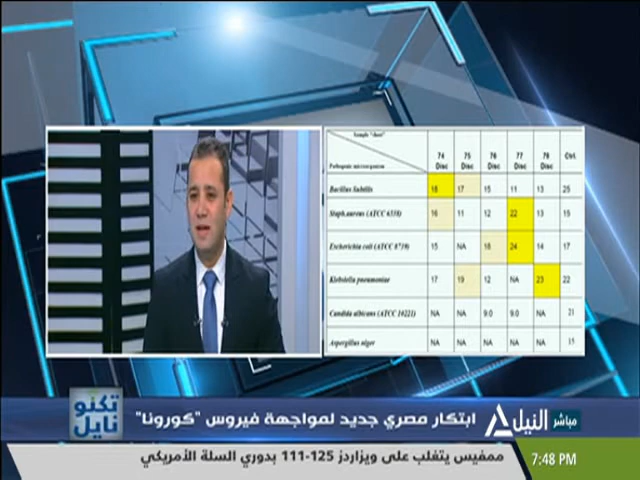 Sample "sheet"
Pathogenic microorganism
74 Disc 75 Disc 76 Disc 77 Disc 78 Disc Ctrl.
Bacillus Subtilis 18 17 15 11 13 25
Staph.aureus (ATCC 6538) 16 11 12 22 13 15
Escherichia coli (ATCC 8739) 15 NA 18 24 14 17
Klebsiella pneumoniae 17 19 12 NA 23 22
Candida albicans (ATCC 10221) NA NA 9.0 9.0 NA 21
Aspergillus niger NA NA NA NA NA 15
تكنو
نايل
ابتكار مصري جديد لمواجهة فيروس "كورونا"
النيل مباشر
ممفيس يتغلب على ويزاردز 125-111 بدوري السلة الأمريكي
7:48 PM